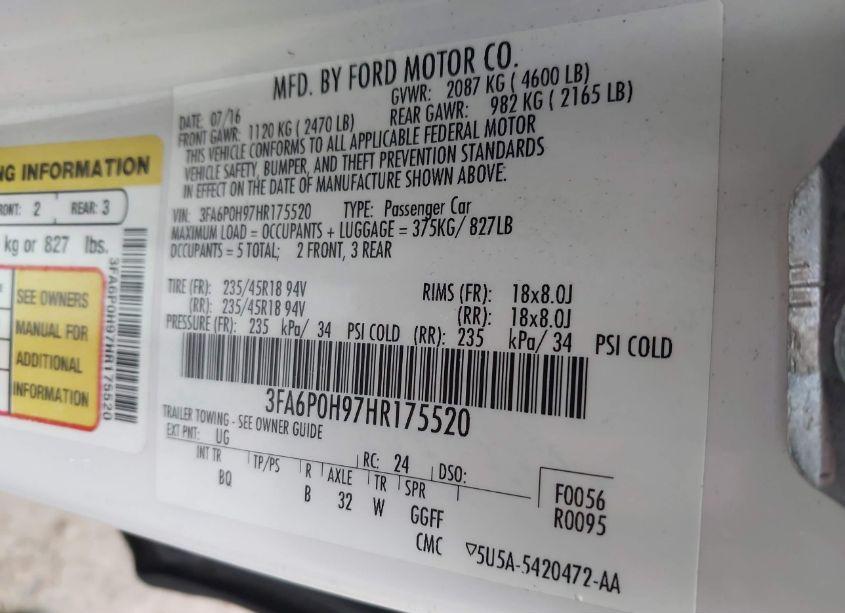 MFD. BY FORD MOTOR CO.
DATE: 07/16 GVWR: 2087 KG ( 4600 LB)
FRONT GAWR: 1120 KG ( 2470 LB) REAR GAWR: 982 KG ( 2165 LB)
THIS VEHICLE CONFORMS TO ALL APPLICABLE FEDERAL MOTOR
VEHICLE SAFETY, BUMPER, AND THEFT PREVENTION STANDARDS
IN EFFECT ON THE DATE OF MANUFACTURE SHOWN ABOVE.
VIN: 3FA6P0H97HR175520 TYPE: Passenger Car
MAXIMUM LOAD = OCCUPANTS + LUGGAGE = 375KG/ 827LB
OCCUPANTS = 5 TOTAL; 2 FRONT, 3 REAR
TIRE (FR): 235/45R18 94V RIMS (FR): 18x8.0J
(RR): 235/45R18 94V (RR): 18x8.0J
PRESSURE (FR): 235 kPa/ 34 PSI COLD (RR): 235 kPa/ 34 PSI COLD
3FA6P0H97HR175520
TRAILER TOWING - SEE OWNER GUIDE
EXT PNT: UG RC: 24 DSO:
INT TR TP/PS R AXLE TR SPR
BQ B 32 W GGFF
F0056
R0095
CMC ▽5U5A-5420472-AA
INFORMATION
2 REAR: 3
kg or 827 lbs.
SEE OWNERS
MANUAL FOR
ADDITIONAL
INFORMATION
3FA6P0H97HR175520